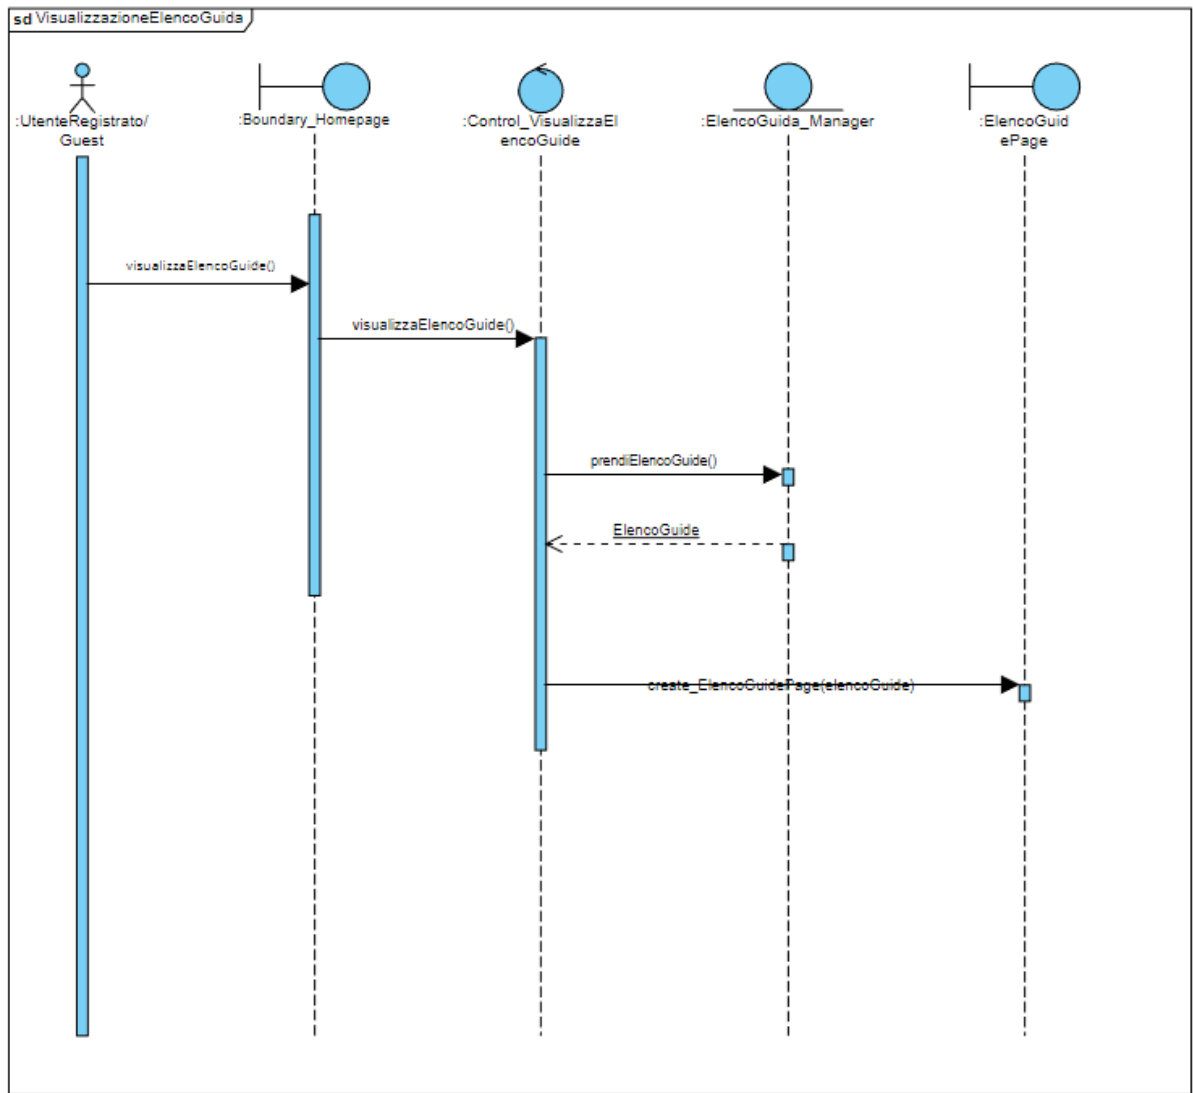 sd VisualizzazioneElencoGuida
:UtenteRegistrato/
Guest
:Boundary_Homepage
:Control_VisualizzaEl
encoGuide
:ElencoGuida_Manager
:ElencoGuid
ePage
visualizzaElencoGuide()
visualizzaElencoGuide()
prendiElencoGuide()
ElencoGuide
create_ElencoGuidePage(elencoGuide)